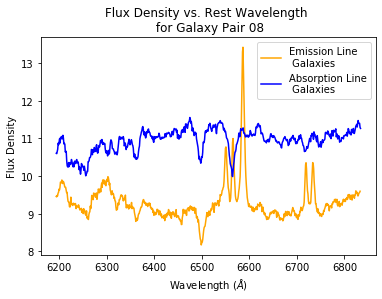 Flux Density vs. Rest Wavelength
for Galaxy Pair 08
Emission Line
Galaxies
Absorption Line
Galaxies
Flux Density
13
12
11
10
9
8
6200
6300
6400
6500
6600
6700
6800
Wavelength (Å)